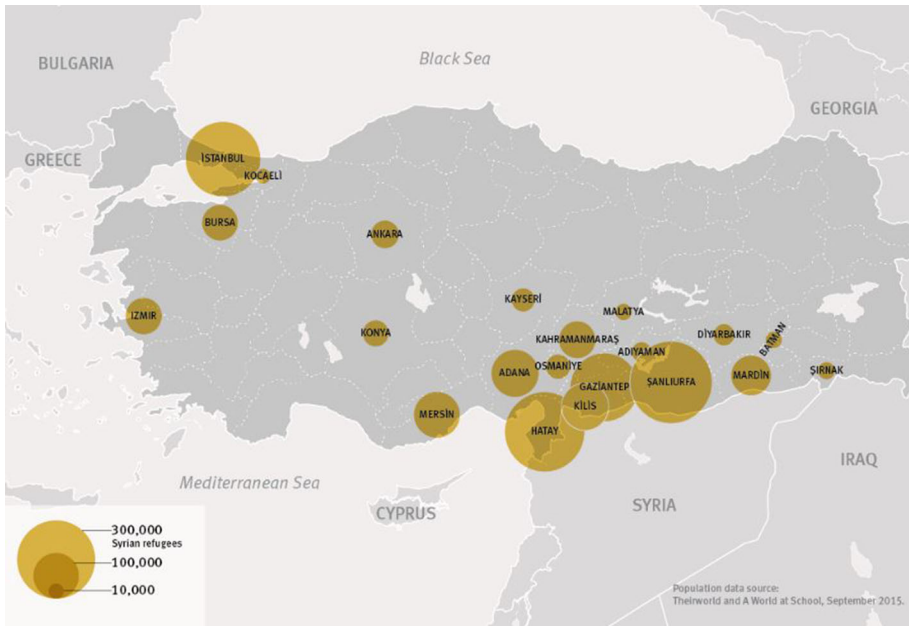 BULGARIA
Black Sea
GEORGIA
GREECE
İSTANBUL
KOCAELİ
BURSA
ANKARA
KAYSERİ
MALATYA
IZMIR
KONYA
KAHRAMANMARAŞ
DİYARBAKIR
BATMAN
ADIYAMAN
OSMANİYE
ADANA
GAZİANTEP
ŞANLIURFA
MARDİN
ŞIRNAK
KİLİS
MERSİN
HATAY
IRAQ
Mediterranean Sea
CYPRUS
SYRIA
300,000
Syrian refugees
100,000
10,000
Population data source:
Theirworld and A World at School, September 2015.